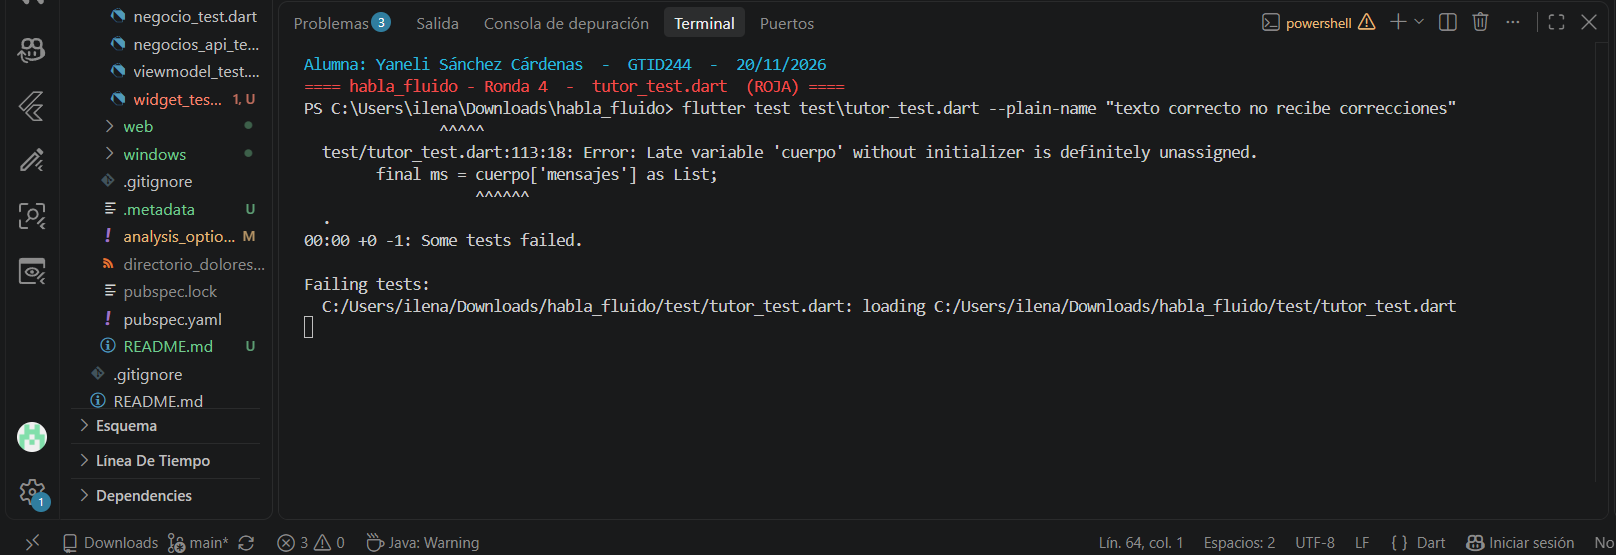 negocio_test.dart
negocios_api_te...
viewmodel_test....
widget_tes... 1, U
web
windows
.gitignore
.metadata U
analysis_optio... M
directorio_dolores...
pubspec.lock
pubspec.yaml
README.md U
.gitignore
README.md
Esquema
Línea De Tiempo
Dependencies
1
Problemas 3 Salida Consola de depuración Terminal Puertos
powershell
Alumna: Yaneli Sánchez Cárdenas - GTID244 - 20/11/2026
==== habla_fluido - Ronda 4 - tutor_test.dart (ROJA) ====
PS C:\Users\ilena\Downloads\habla_fluido> flutter test test\tutor_test.dart --plain-name "texto correcto no recibe correcciones"
^^^^^
test/tutor_test.dart:113:18: Error: Late variable 'cuerpo' without initializer is definitely unassigned.
final ms = cuerpo['mensajes'] as List;
^^^^^^
.
00:00 +0 -1: Some tests failed.
Failing tests:
C:/Users/ilena/Downloads/habla_fluido/test/tutor_test.dart: loading C:/Users/ilena/Downloads/habla_fluido/test/tutor_test.dart
Downloads main* 3 0 Java: Warning Lín. 64, col. 1 Espacios: 2 UTF-8 LF { } Dart Iniciar sesión No